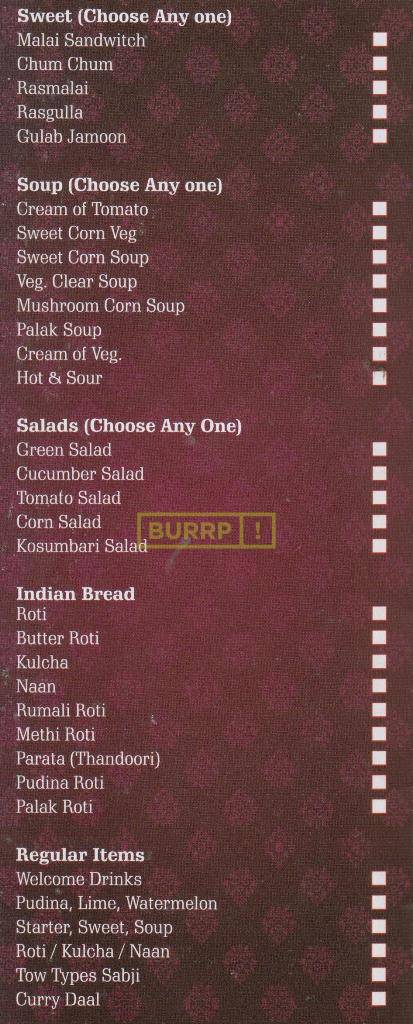 Sweet (Choose Any one)
Malai Sandwitch
Chum Chum
Rasmalai
Rasgulla
Gulab Jamoon
Soup (Choose Any one)
Cream of Tomato
Sweet Corn Veg
Sweet Corn Soup
Veg. Clear Soup
Mushroom Corn Soup
Palak Soup
Cream of Veg.
Hot & Sour
Salads (Choose Any One)
Green Salad
Cucumber Salad
Tomato Salad
Corn Salad
BURRP!
Kosumbari Salad
Indian Bread
Roti
Butter Roti
Kulcha
Naan
Rumali Roti
Methi Roti
Parata (Thandoori)
Pudina Roti
Palak Roti
Regular Items
Welcome Drinks
Pudina, Lime, Watermelon
Starter, Sweet, Soup
Roti / Kulcha / Naan
Tow Types Sabji
Curry Daal